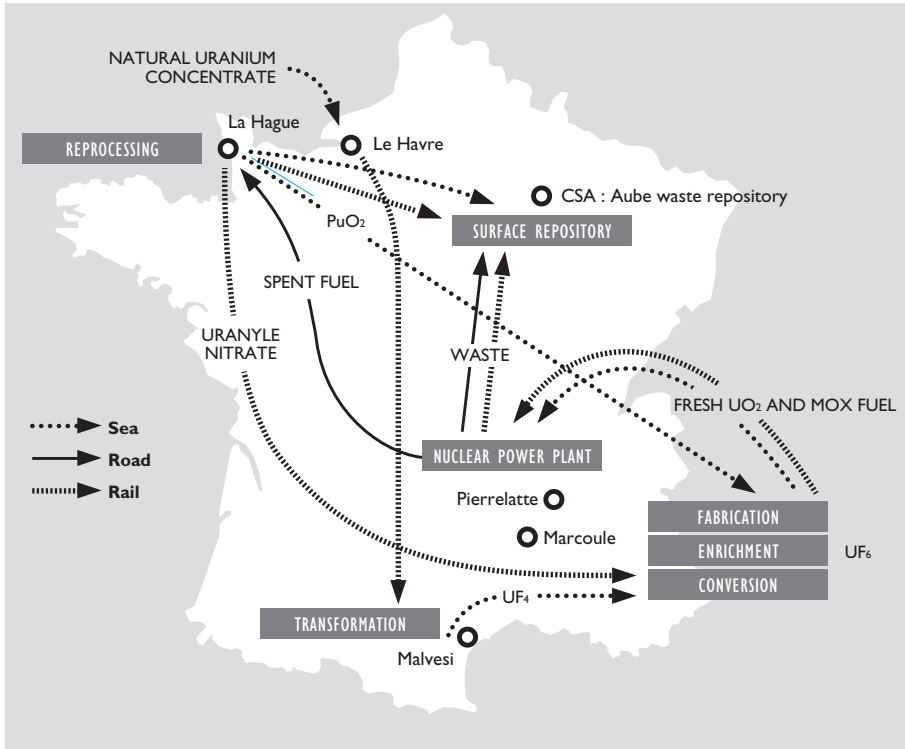 NATURAL URANIUM
CONCENTRATE
La Hague
Le Havre
REPROCESSING
CSA : Aube waste repository
PuO₂
SURFACE REPOSITORY
SPENT FUEL
URANYLE
NITRATE
WASTE
FRESH UO₂ AND MOX FUEL
Sea
Road
Rail
NUCLEAR POWER PLANT
Pierrelatte
Marcoule
FABRICATION
ENRICHMENT
UF₆
CONVERSION
UF₄
TRANSFORMATION
Malvesi